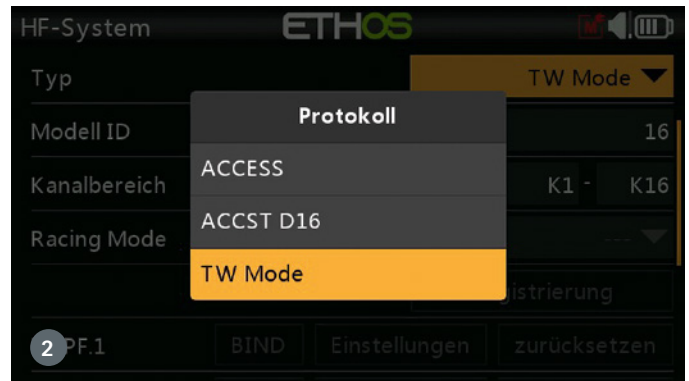 HF-System ETHOS
Typ TW Mode
Protokoll
Modell ID 16
ACCESS
Kanalbereich K1 - K16
ACCST D16
Racing Mode ---
TW Mode
gistrierung
2 PF.1 BIND Einstellungen zurücksetzen